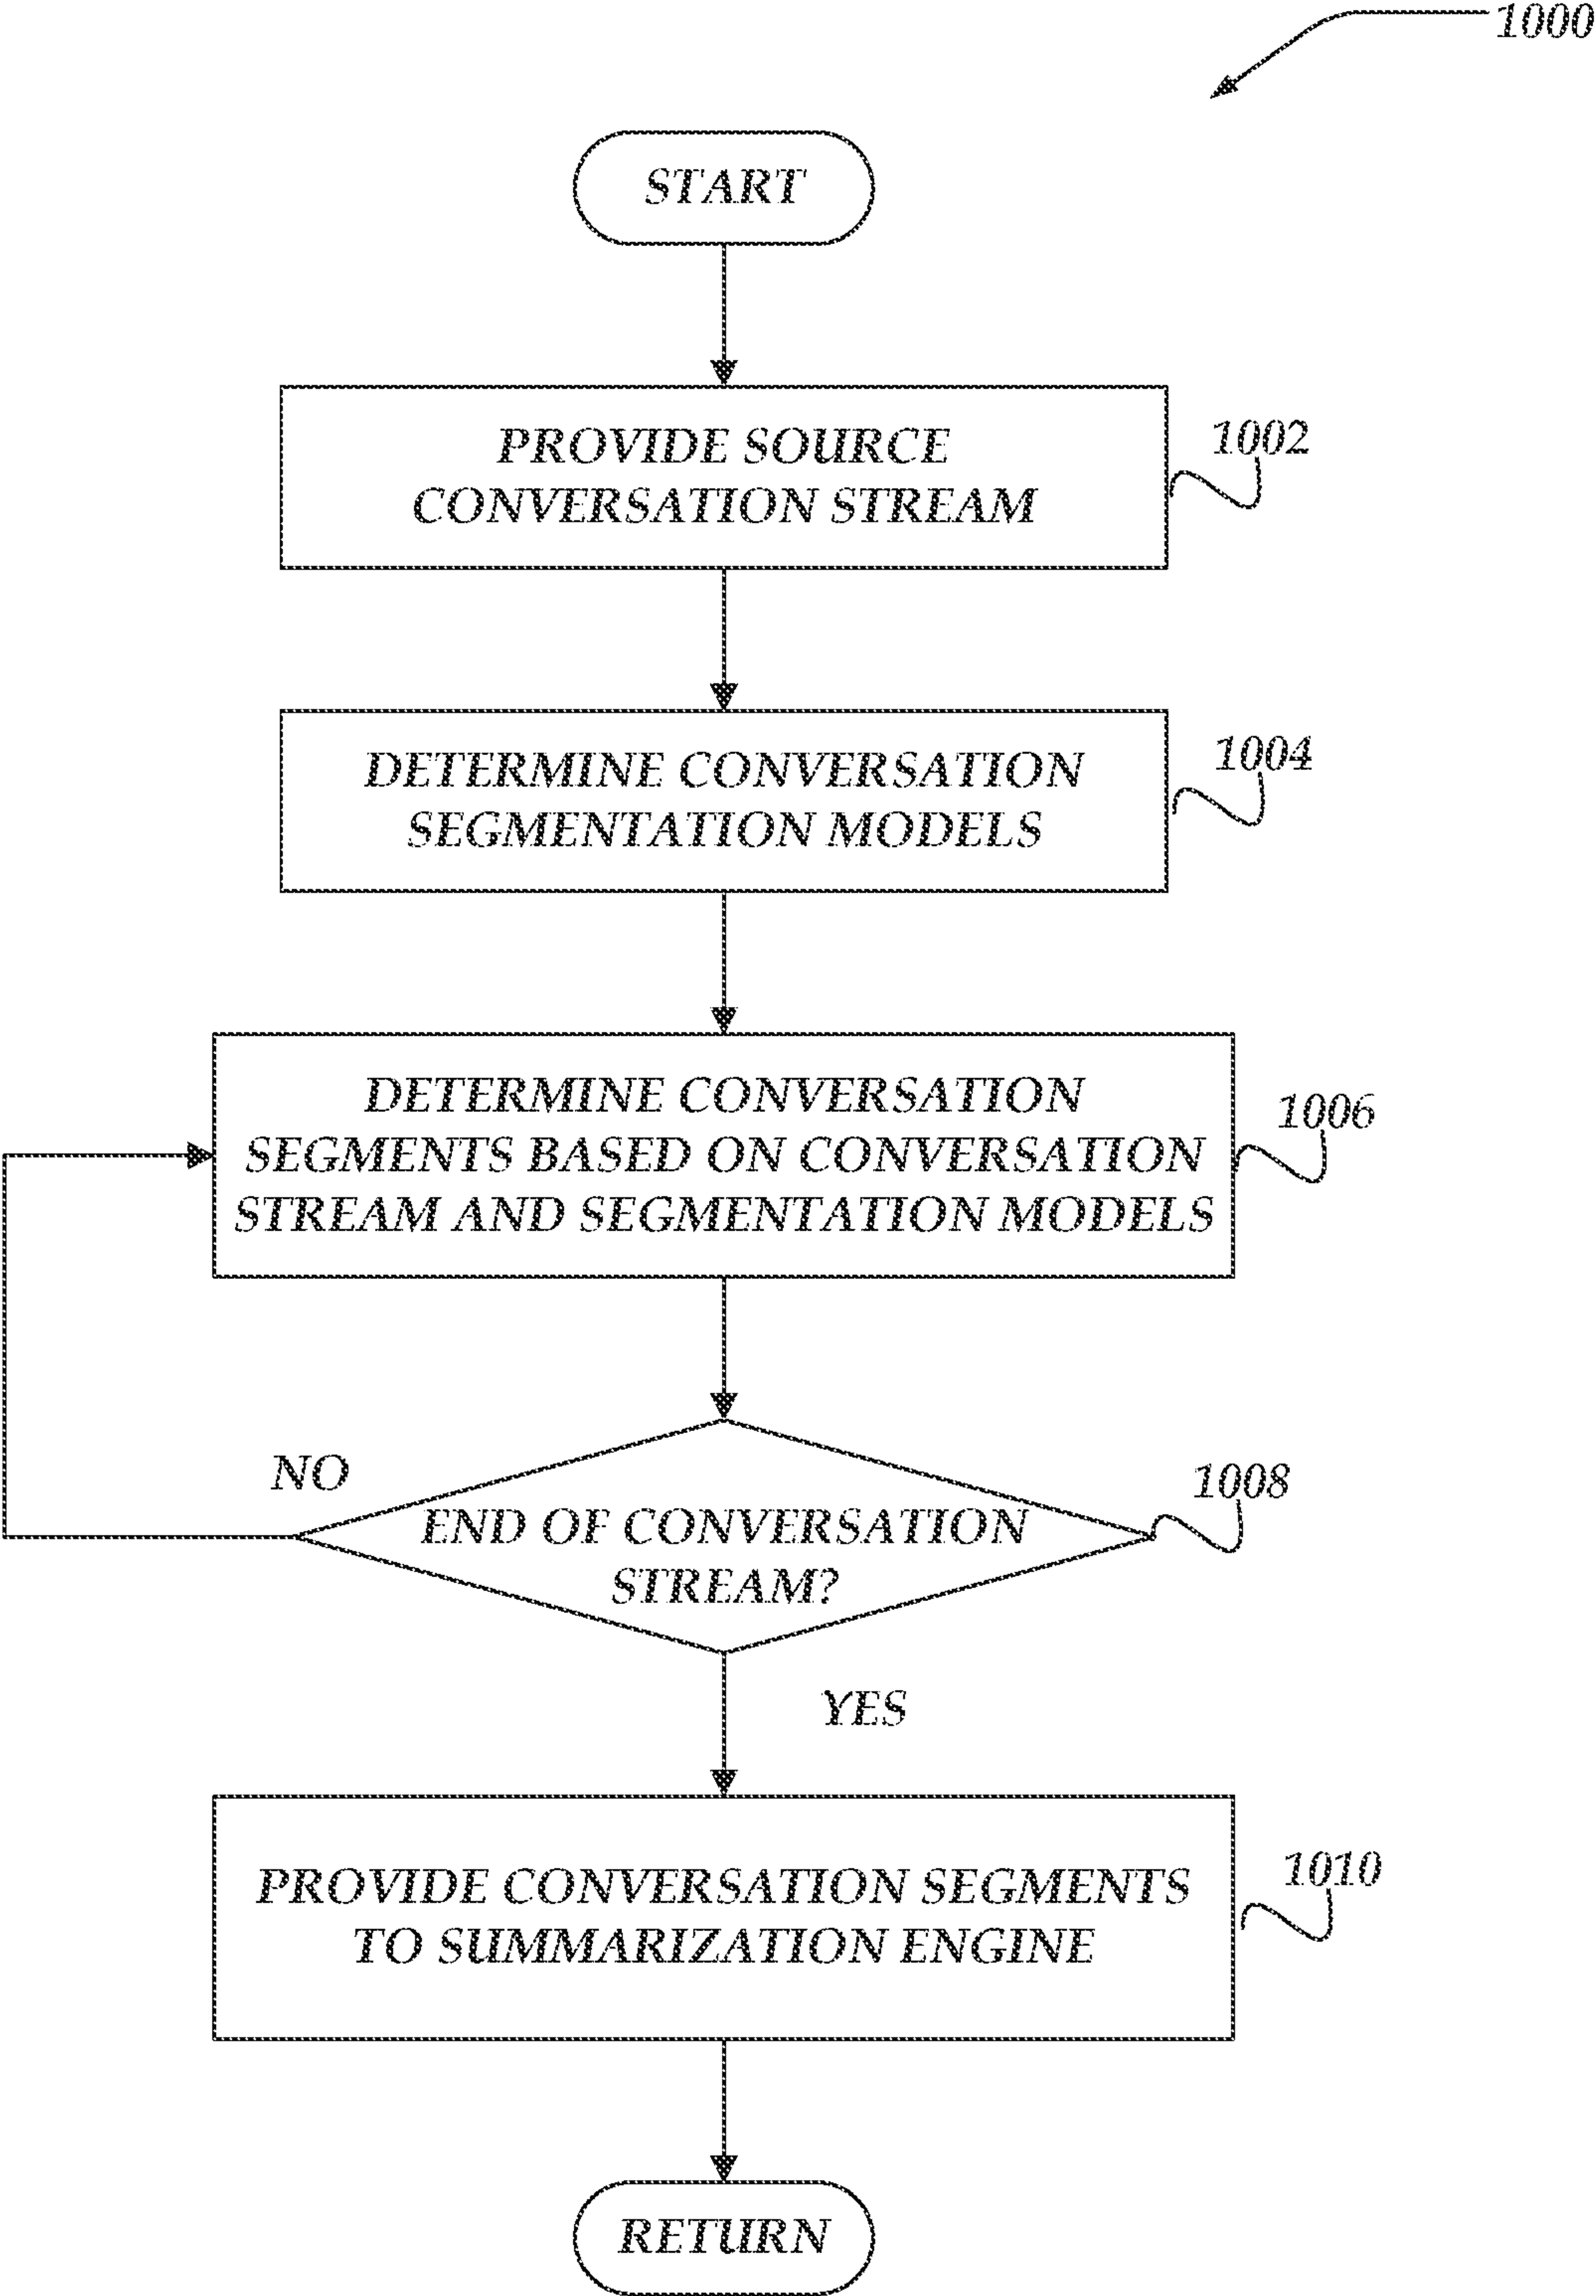 1000
START
PROVIDE SOURCE
CONVERSATION STREAM
1002
DETERMINE CONVERSATION
SEGMENTATION MODELS
1004
DETERMINE CONVERSATION
SEGMENTS BASED ON CONVERSATION
STREAM AND SEGMENTATION MODELS
1006
NO
END OF CONVERSATION
STREAM?
1008
YES
PROVIDE CONVERSATION SEGMENTS
TO SUMMARIZATION ENGINE
1010
RETURN